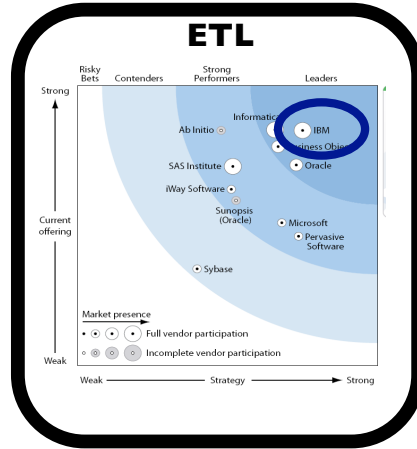 ETL
Risky Bets
Contenders
Strong Performers
Leaders
Strong
Informatica
IBM
Ab Initio
Business Obje
Oracle
SAS Institute
iWay Software
Sunopsis
(Oracle)
Current
offering
Microsoft
Pervasive
Software
Sybase
Market presence
Full vendor participation
Incomplete vendor participation
Weak
Weak
Strategy
Strong